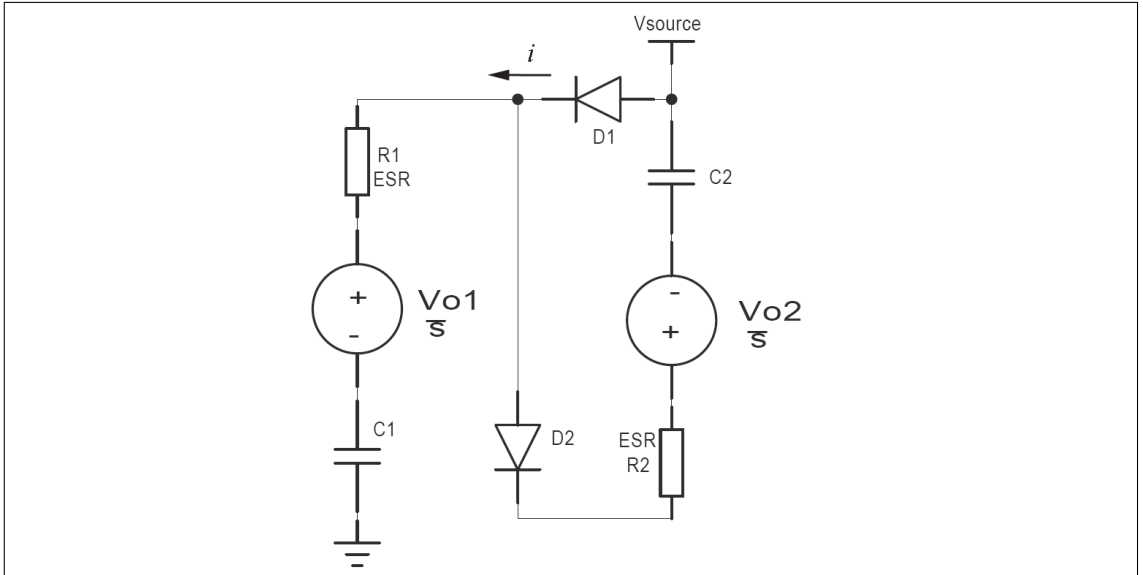 Vsource
i
D1
R1
ESR
C2
+
-
Vo1
s
-
+
Vo2
s
C1
D2
ESR
R2